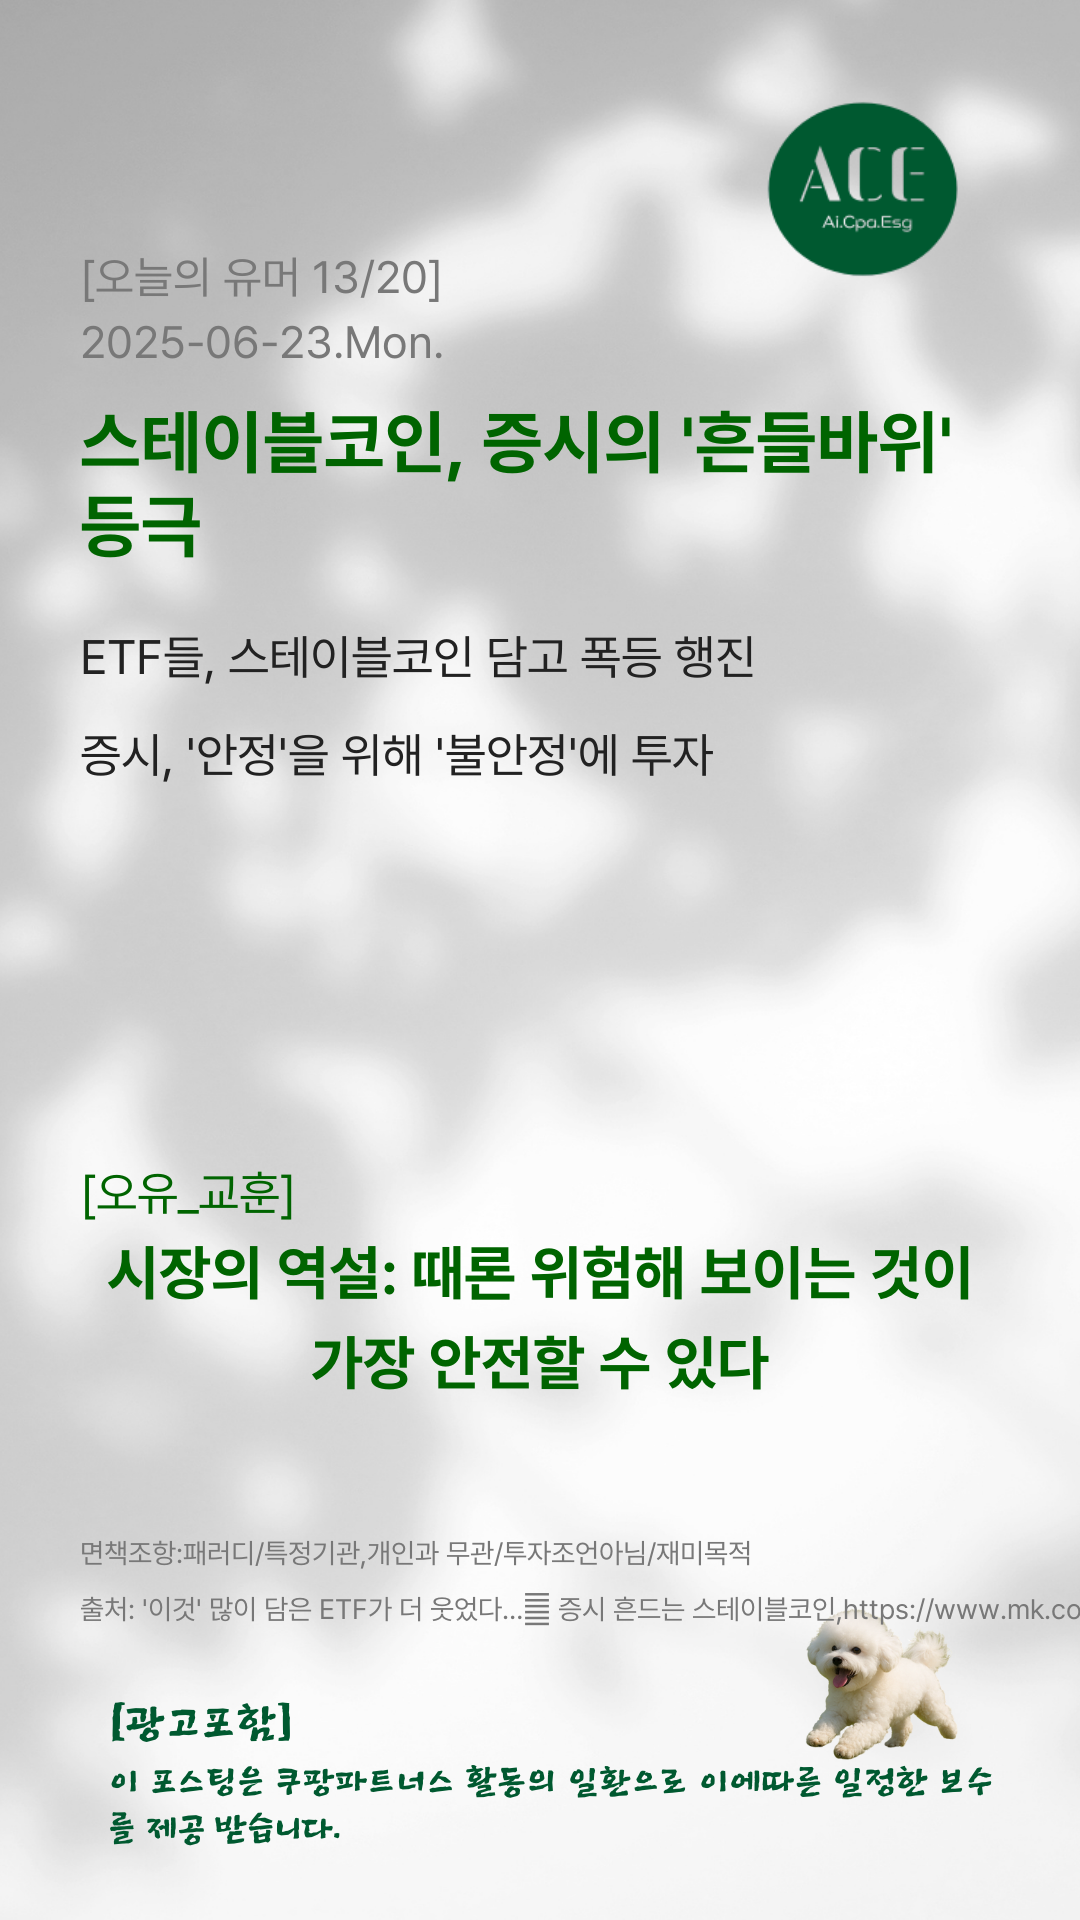 ACE
Ai.Cpa.Esg
[오늘의 유머 13/20]
2025-06-23.Mon.
스테이블코인, 증시의 '흔들바위'
등극
ETF들, 스테이블코인 담고 폭등 행진
증시, '안정'을 위해 '불안정'에 투자
[오유_교훈]
시장의 역설: 때론 위험해 보이는 것이
가장 안전할 수 있다
면책조항:패러디/특정기관,개인과 무관/투자조언아님/재미목적
출처: '이것' 많이 담은 ETF가 더 웃었다... 증시 흔드는 스테이블코인,https://www.mk.co
[광고포함]
이 포스팅은 쿠팡파트너스 활동의 일환으로 이에따른 일정한 보수
를 제공 받습니다.